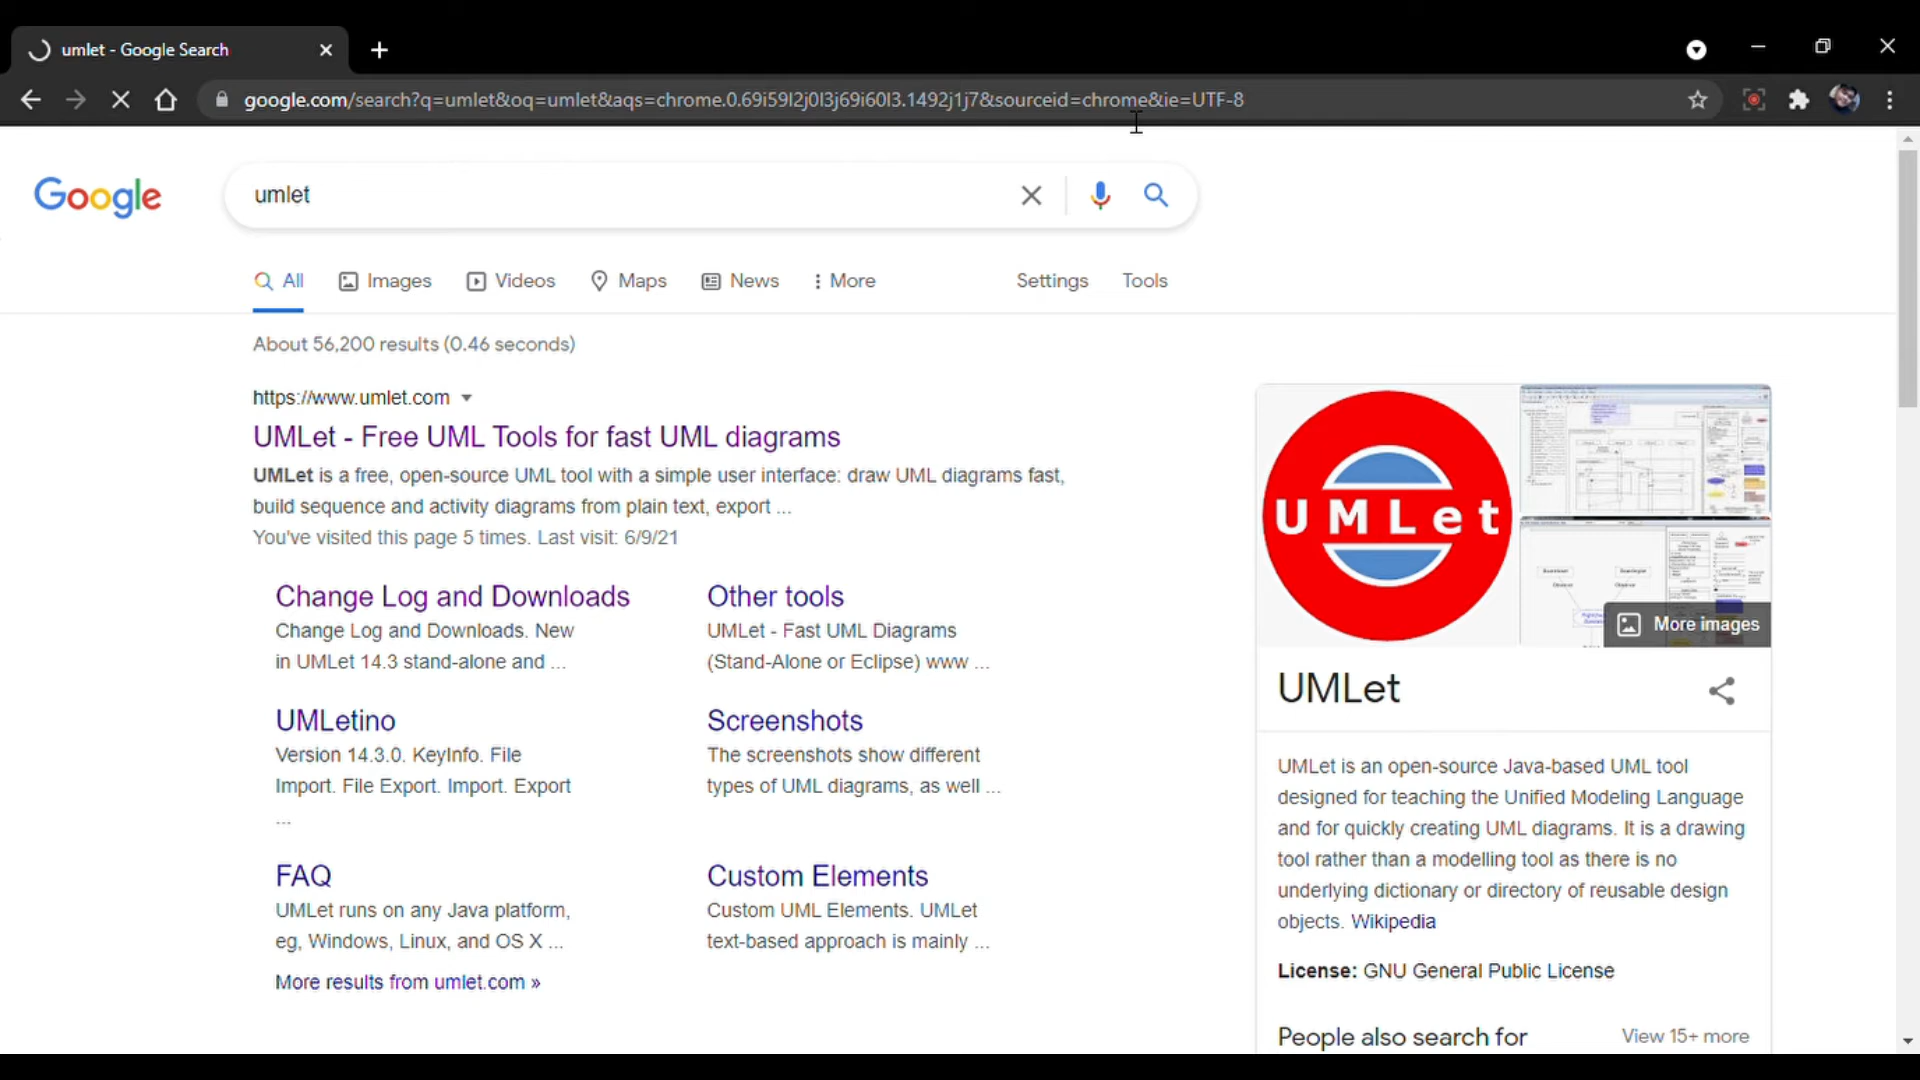 umlet - Google Search
google.com/search?q=umlet&oq=umlet&aqs=chrome.0.69i59l2j0l3j69i60l3.1492j1j7&sourceid=chrome&ie=UTF-8
Google
umlet
All Images Videos Maps News More Settings Tools
About 56,200 results (0.46 seconds)
https://www.umlet.com
UMLet - Free UML Tools for fast UML diagrams
UMLet is a free, open-source UML tool with a simple user interface: draw UML diagrams fast,
build sequence and activity diagrams from plain text, export ...
You've visited this page 5 times. Last visit: 6/9/21
Change Log and Downloads
Change Log and Downloads. New
in UMLet 14.3 stand-alone and ...
Other tools
UMLet - Fast UML Diagrams
(Stand-Alone or Eclipse) www ...
UMLetino
Version 14.3.0. KeyInfo. File
Import. File Export. Import. Export
...
Screenshots
The screenshots show different
types of UML diagrams, as well ...
FAQ
UMLet runs on any Java platform,
eg, Windows, Linux, and OS X ...
Custom Elements
Custom UML Elements. UMLet
text-based approach is mainly ...
More results from umlet.com »
UMLet
More images
UMLet
UMLet is an open-source Java-based UML tool
designed for teaching the Unified Modeling Language
and for quickly creating UML diagrams. It is a drawing
tool rather than a modelling tool as there is no
underlying dictionary or directory of reusable design
objects. Wikipedia
License: GNU General Public License
People also search for View 15+ more